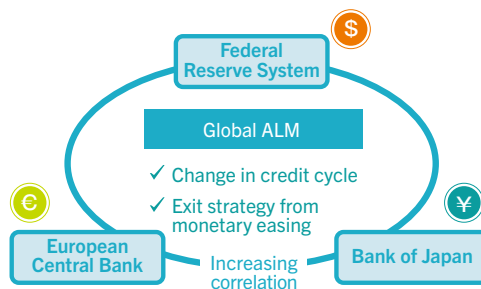 $
Federal
Reserve System
Global ALM
✓ Change in credit cycle
✓ Exit strategy from
monetary easing
€
¥
European
Central Bank
Bank of Japan
Increasing
correlation